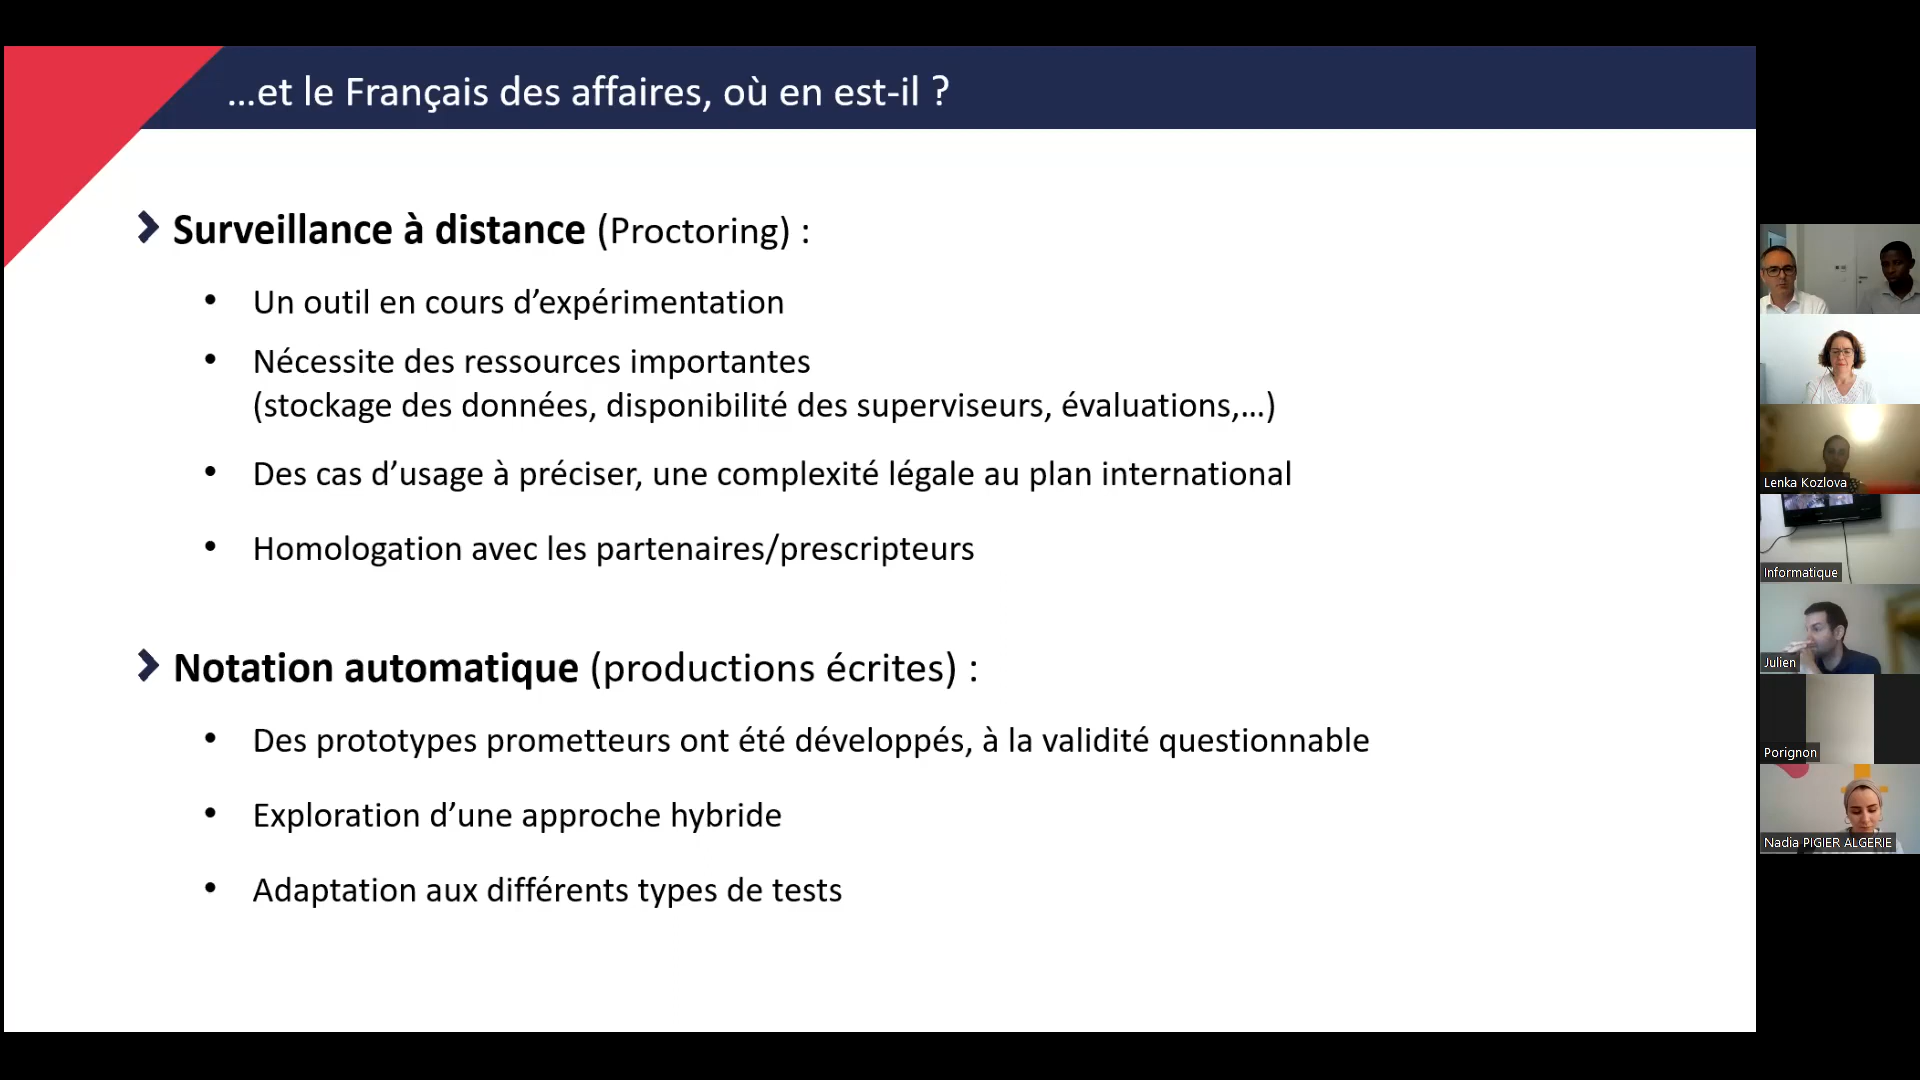 ...et le Français des affaires, où en est-il ?
Surveillance à distance (Proctoring) :
• Un outil en cours d’expérimentation
• Nécessite des ressources importantes
(stockage des données, disponibilité des superviseurs, évaluations,...)
• Des cas d’usage à préciser, une complexité légale au plan international
• Homologation avec les partenaires/prescripteurs
Notation automatique (productions écrites) :
• Des prototypes prometteurs ont été développés, à la validité questionnable
• Exploration d’une approche hybride
• Adaptation aux différents types de tests
Lenka Kozlova
Informatique
Julien
Porignon
Nadia PIGIER ALGERIE